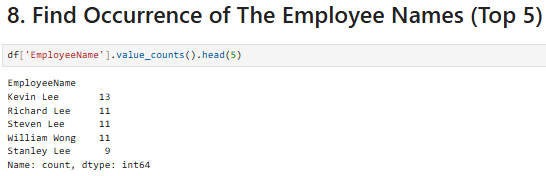 8. Find Occurrence of The Employee Names (Top 5)
df['EmployeeName'].value_counts().head(5)
EmployeeName
Kevin Lee       13
Richard Lee     11
Steven Lee      11
William Wong    11
Stanley Lee      9
Name: count, dtype: int64